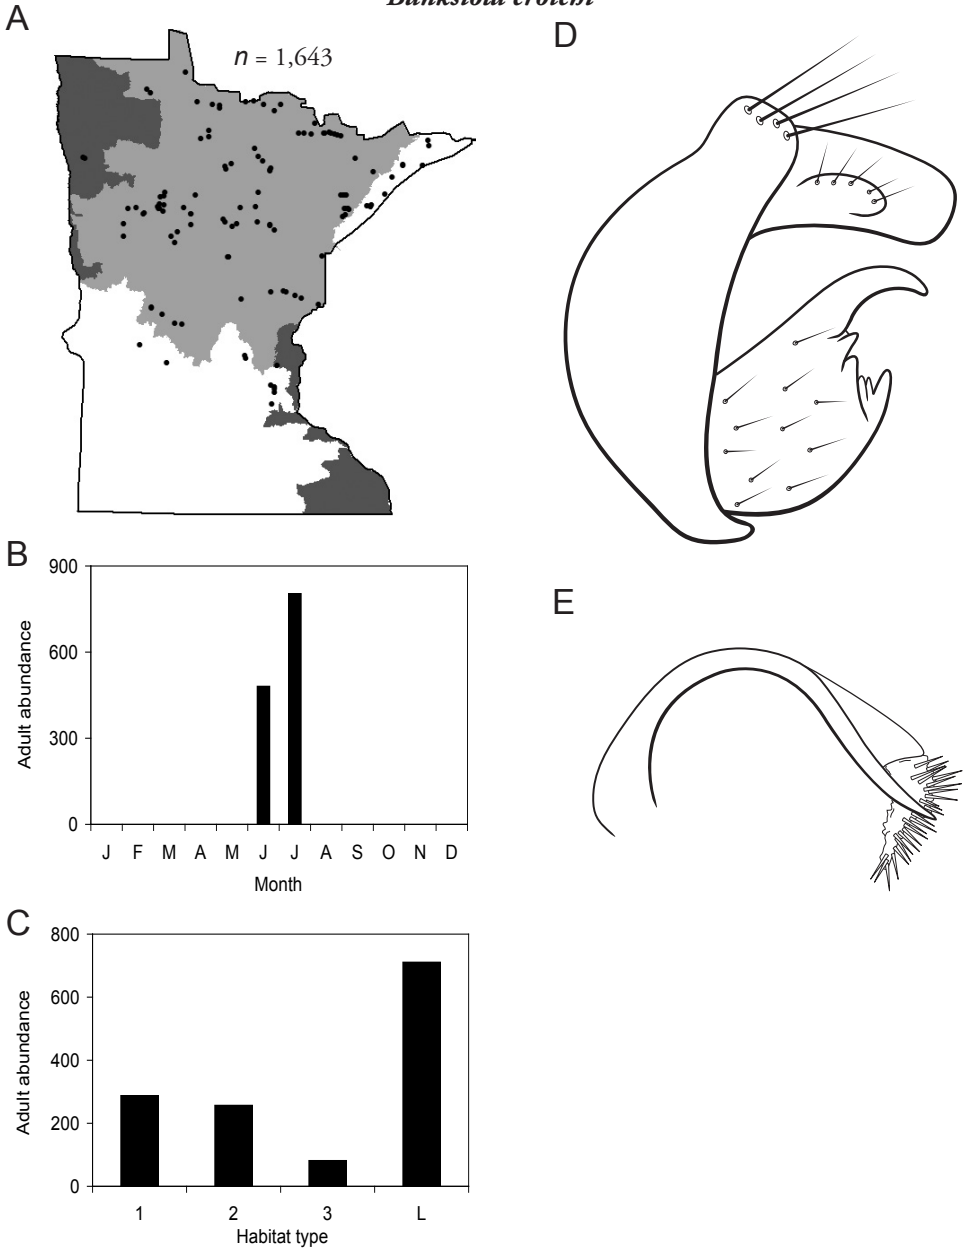 Banksiola crotchi
A
n = 1,643
D
B
900
600
300
0
Adult abundance
J F M A M J J A S O N D
Month
E
C
800
600
400
200
0
Adult abundance
1 2 3 L
Habitat type